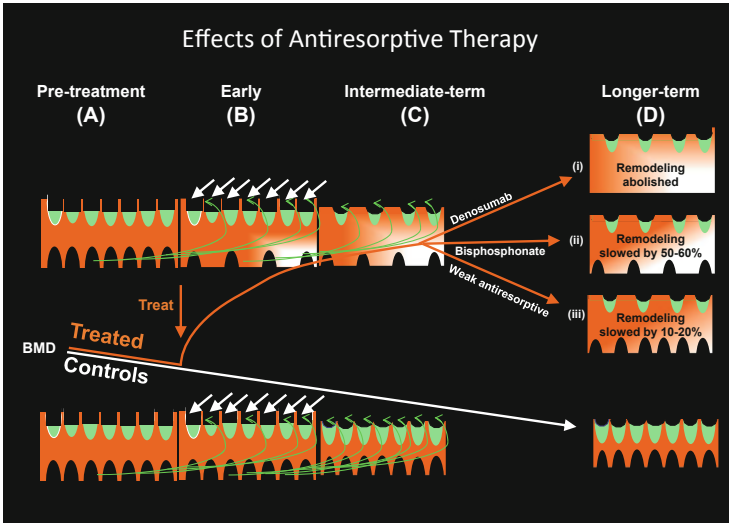 Effects of Antiresorptive Therapy
Pre-treatment
(A)
Early
(B)
Intermediate-term
(C)
Longer-term
(D)
(i)
Remodeling
abolished
Denosumab
Bisphosphonate
(ii)
Remodeling
slowed by 50-60%
Weak antiresorptive
(iii)
Remodeling
slowed by 10-20%
Treat
BMD
Treated
Controls